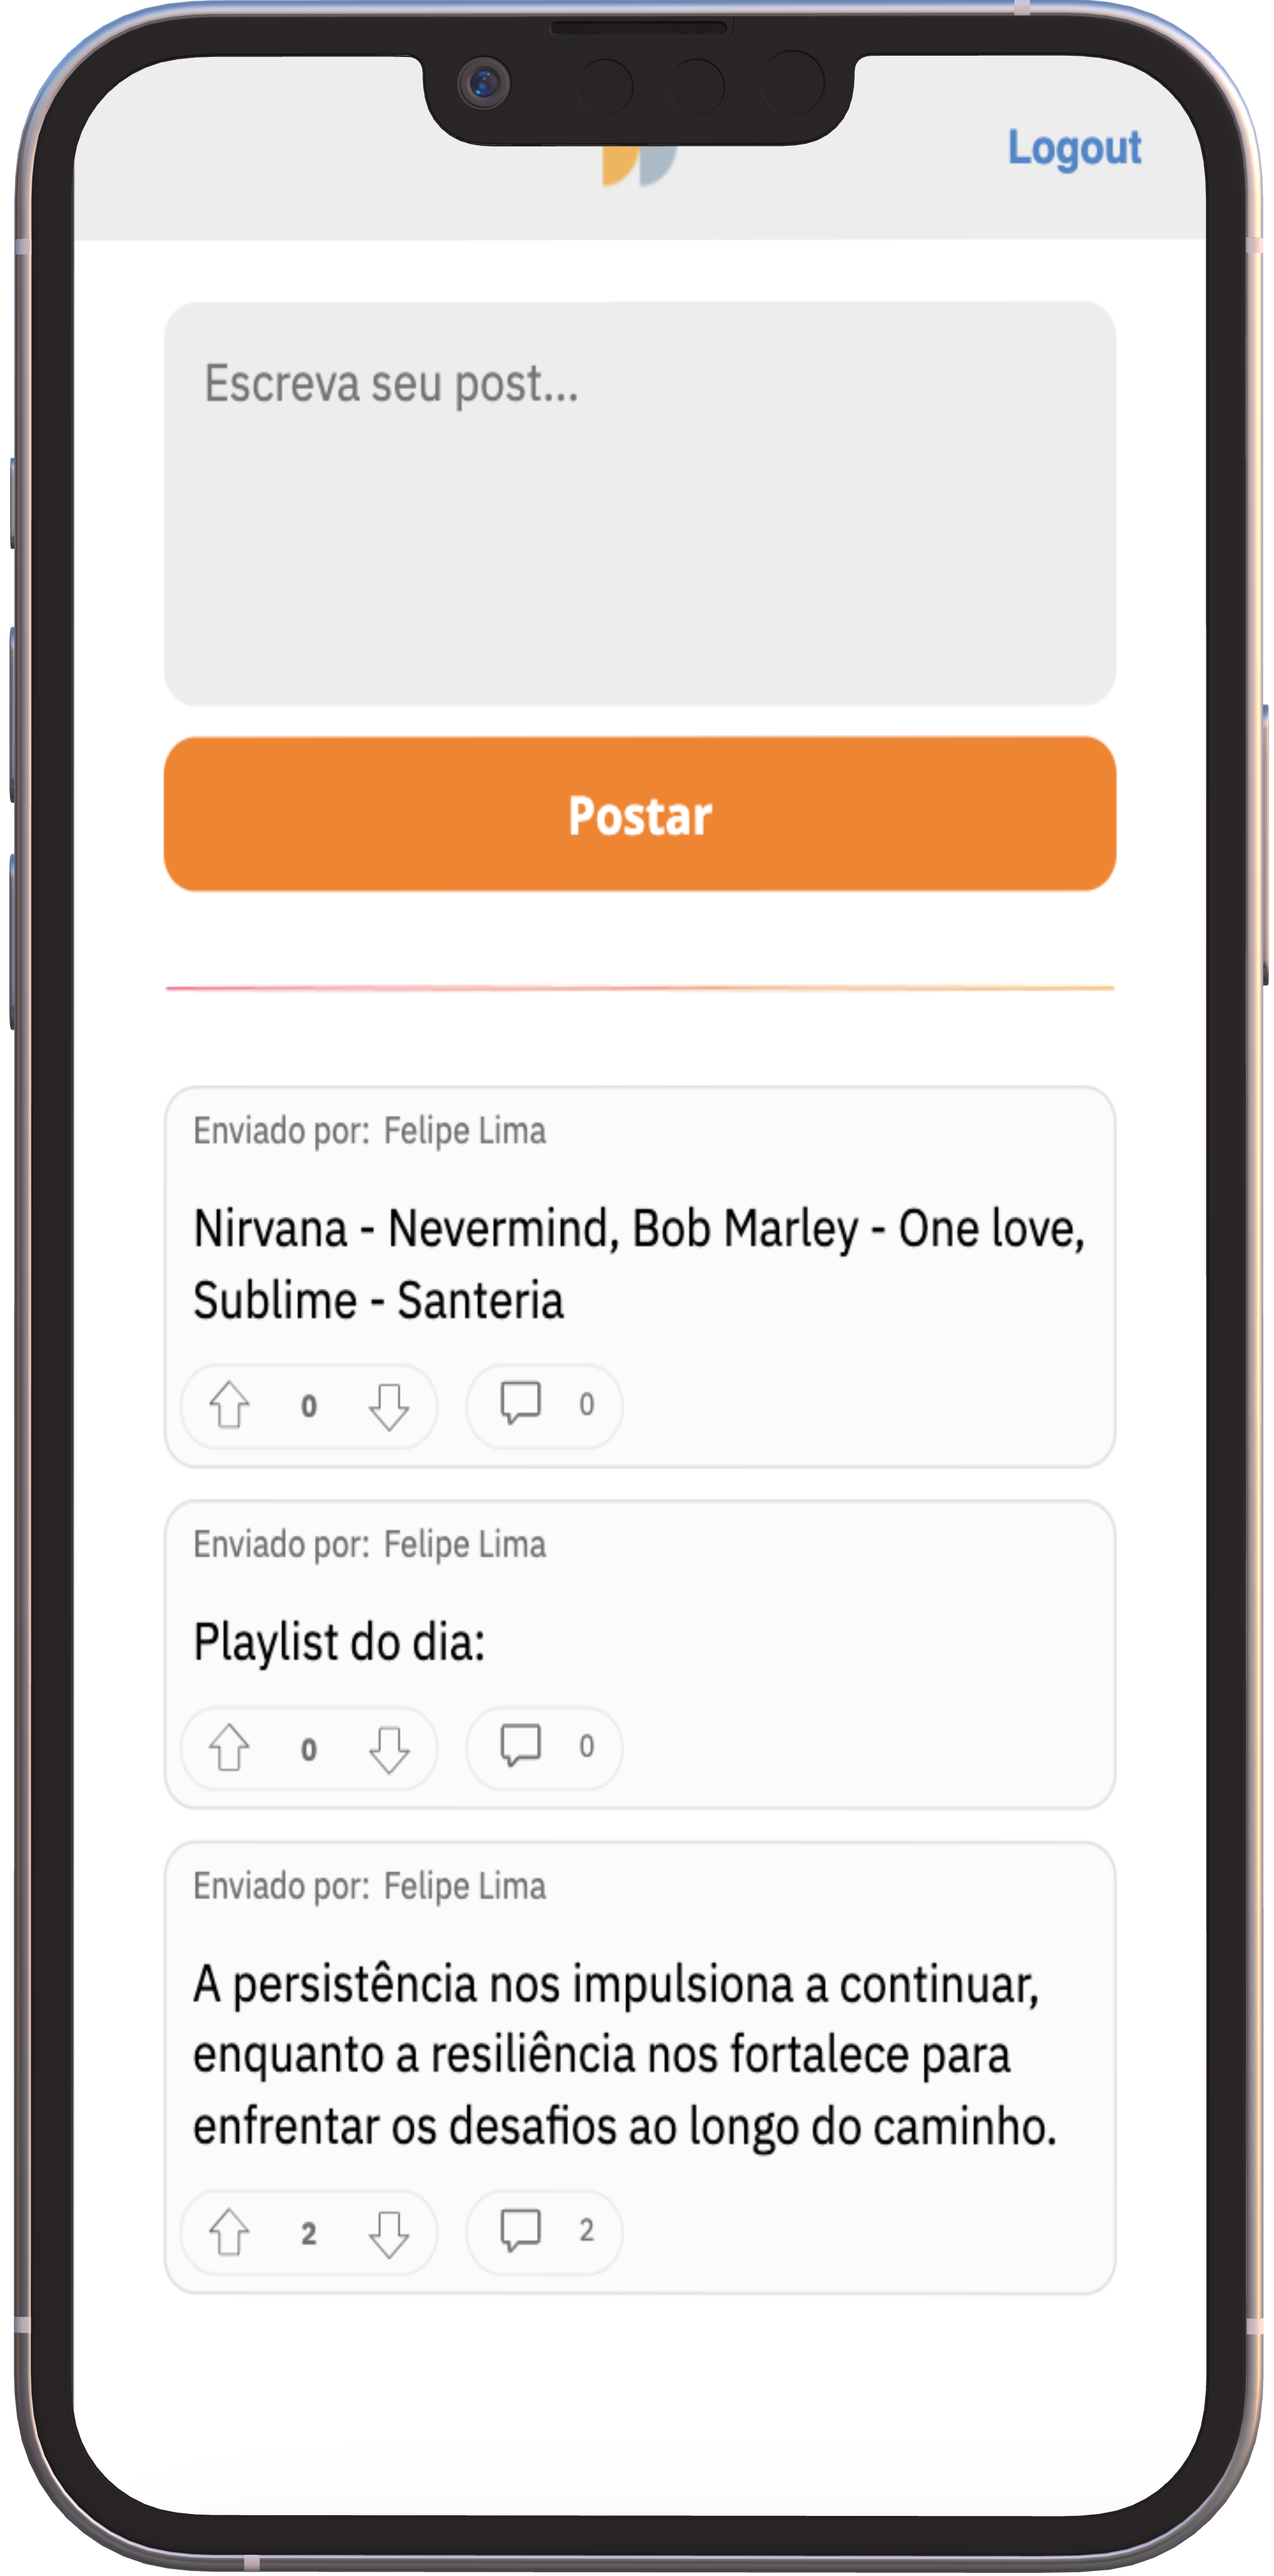 Logout
Escreva seu post...
Postar
Enviado por: Felipe Lima
Nirvana - Nevermind, Bob Marley - One love,
Sublime - Santeria
0 0
Enviado por: Felipe Lima
Playlist do dia:
0 0
Enviado por: Felipe Lima
A persistência nos impulsiona a continuar,
enquanto a resiliência nos fortalece para
enfrentar os desafios ao longo do caminho.
2 2